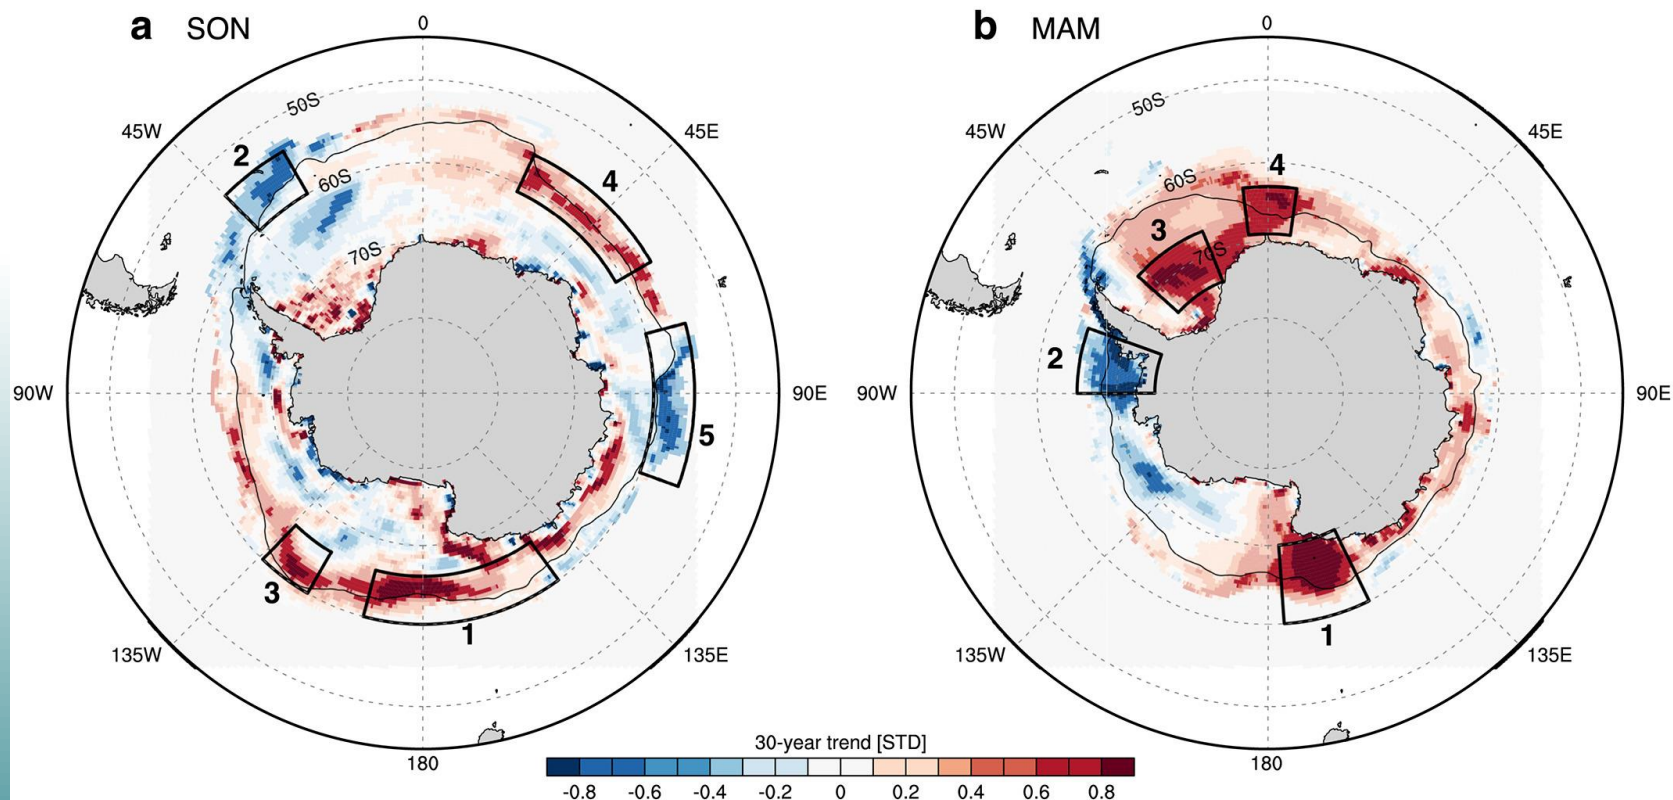 a SON
0
50S
45W
45E
2
60S
4
70S
90W
90E
5
3
1
135W
135E
180
b MAM
0
50S
45W
45E
4
60S
3
70S
2
90W
90E
1
135W
135E
180
30-year trend [STD]
-0.8 -0.6 -0.4 -0.2 0 0.2 0.4 0.6 0.8